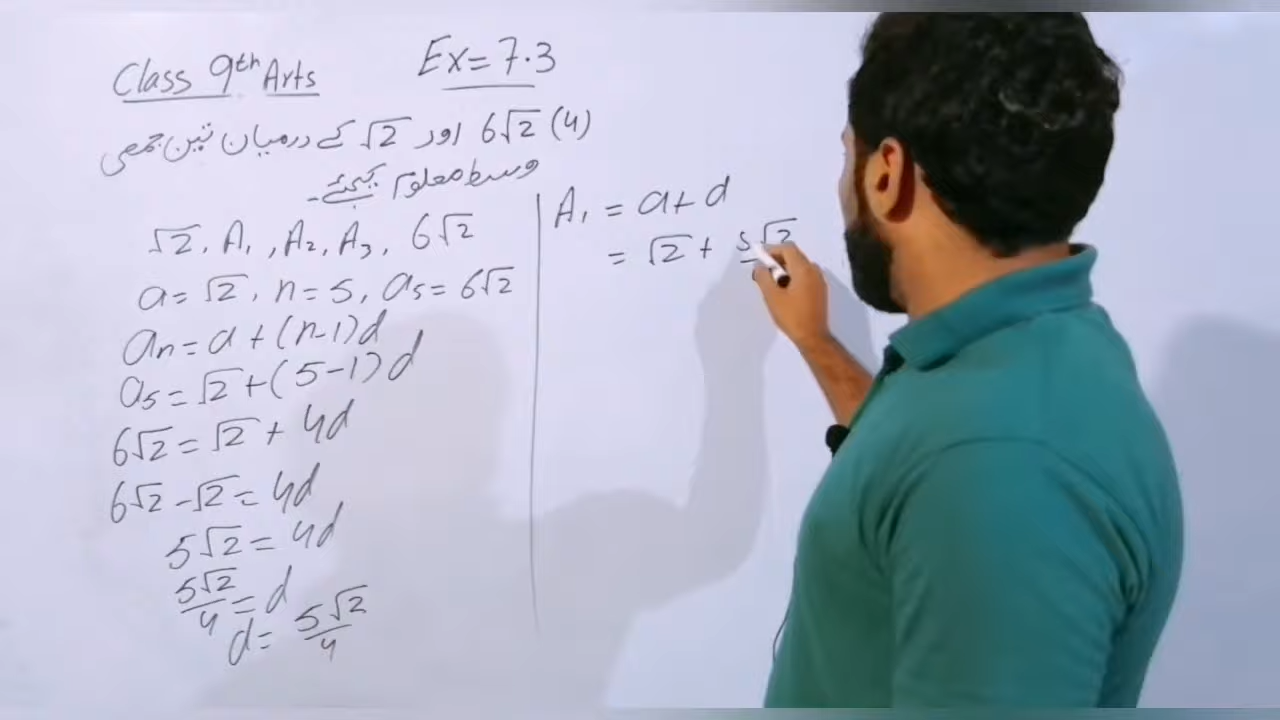 Class 9th Arts
Ex=7.3
(4) 6√2 اور √2 کے درمیان تین جمعی
وسط معلوم کیجئے۔
√2, A₁, A₂, A₃, 6√2
a=√2, n=5, a₅=6√2
aₙ=a+(n-1)d
a₅=√2+(5-1)d
6√2=√2+4d
6√2-√2=4d
5√2=4d
5√2/4=d
d=5√2/4
A₁=a+d
=√2+5√2